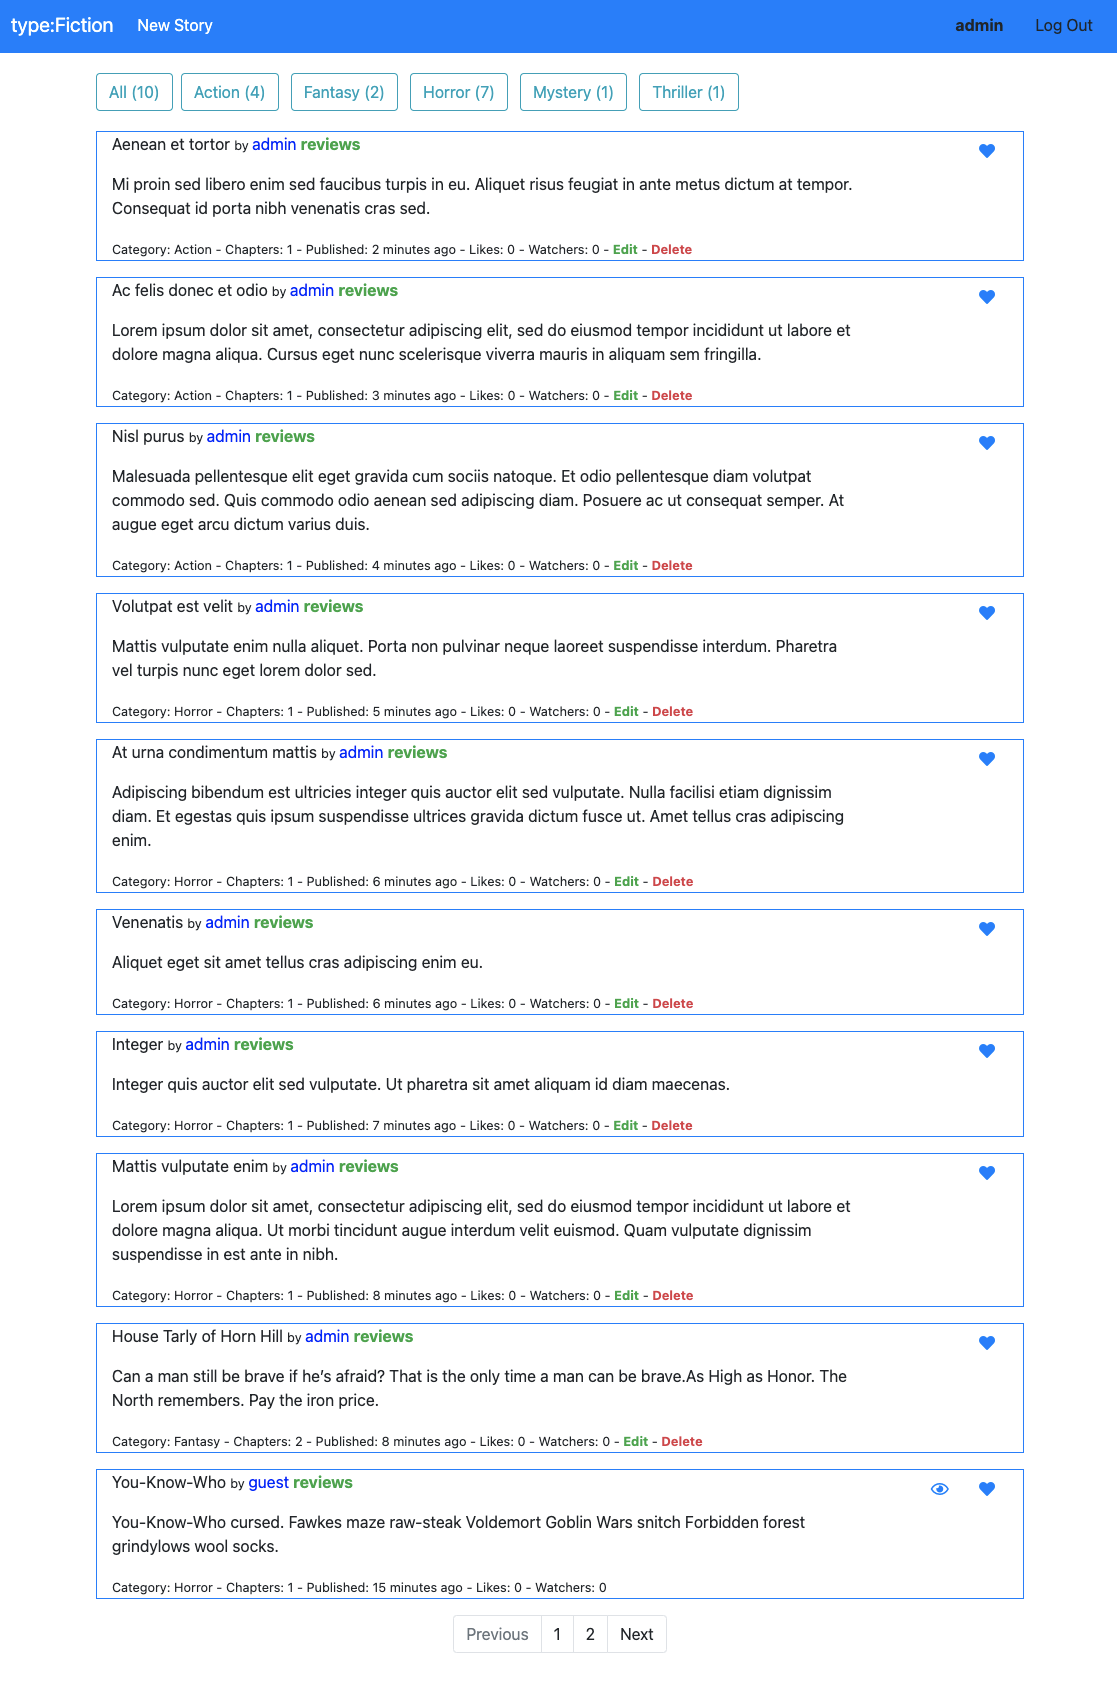 type:Fiction New Story admin Log Out
All (10) Action (4) Fantasy (2) Horror (7) Mystery (1) Thriller (1)
Aenean et tortor by admin reviews
Mi proin sed libero enim sed faucibus turpis in eu. Aliquet risus feugiat in ante metus dictum at tempor.
Consequat id porta nibh venenatis cras sed.
Category: Action - Chapters: 1 - Published: 2 minutes ago - Likes: 0 - Watchers: 0 - Edit - Delete
Ac felis donec et odio by admin reviews
Lorem ipsum dolor sit amet, consectetur adipiscing elit, sed do eiusmod tempor incididunt ut labore et
dolore magna aliqua. Cursus eget nunc scelerisque viverra mauris in aliquam sem fringilla.
Category: Action - Chapters: 1 - Published: 3 minutes ago - Likes: 0 - Watchers: 0 - Edit - Delete
Nisl purus by admin reviews
Malesuada pellentesque elit eget gravida cum sociis natoque. Et odio pellentesque diam volutpat
commodo sed. Quis commodo odio aenean sed adipiscing diam. Posuere ac ut consequat semper. At
augue eget arcu dictum varius duis.
Category: Action - Chapters: 1 - Published: 4 minutes ago - Likes: 0 - Watchers: 0 - Edit - Delete
Volutpat est velit by admin reviews
Mattis vulputate enim nulla aliquet. Porta non pulvinar neque laoreet suspendisse interdum. Pharetra
vel turpis nunc eget lorem dolor sed.
Category: Horror - Chapters: 1 - Published: 5 minutes ago - Likes: 0 - Watchers: 0 - Edit - Delete
At urna condimentum mattis by admin reviews
Adipiscing bibendum est ultricies integer quis auctor elit sed vulputate. Nulla facilisi etiam dignissim
diam. Et egestas quis ipsum suspendisse ultrices gravida dictum fusce ut. Amet tellus cras adipiscing
enim.
Category: Horror - Chapters: 1 - Published: 6 minutes ago - Likes: 0 - Watchers: 0 - Edit - Delete
Venenatis by admin reviews
Aliquet eget sit amet tellus cras adipiscing enim eu.
Category: Horror - Chapters: 1 - Published: 6 minutes ago - Likes: 0 - Watchers: 0 - Edit - Delete
Integer by admin reviews
Integer quis auctor elit sed vulputate. Ut pharetra sit amet aliquam id diam maecenas.
Category: Horror - Chapters: 1 - Published: 7 minutes ago - Likes: 0 - Watchers: 0 - Edit - Delete
Mattis vulputate enim by admin reviews
Lorem ipsum dolor sit amet, consectetur adipiscing elit, sed do eiusmod tempor incididunt ut labore et
dolore magna aliqua. Ut morbi tincidunt augue interdum velit euismod. Quam vulputate dignissim
suspendisse in est ante in nibh.
Category: Horror - Chapters: 1 - Published: 8 minutes ago - Likes: 0 - Watchers: 0 - Edit - Delete
House Tarly of Horn Hill by admin reviews
Can a man still be brave if he’s afraid? That is the only time a man can be brave.As High as Honor. The
North remembers. Pay the iron price.
Category: Fantasy - Chapters: 2 - Published: 8 minutes ago - Likes: 0 - Watchers: 0 - Edit - Delete
You-Know-Who by guest reviews
You-Know-Who cursed. Fawkes maze raw-steak Voldemort Goblin Wars snitch Forbidden forest
grindylows wool socks.
Category: Horror - Chapters: 1 - Published: 15 minutes ago - Likes: 0 - Watchers: 0
Previous 1 2 Next